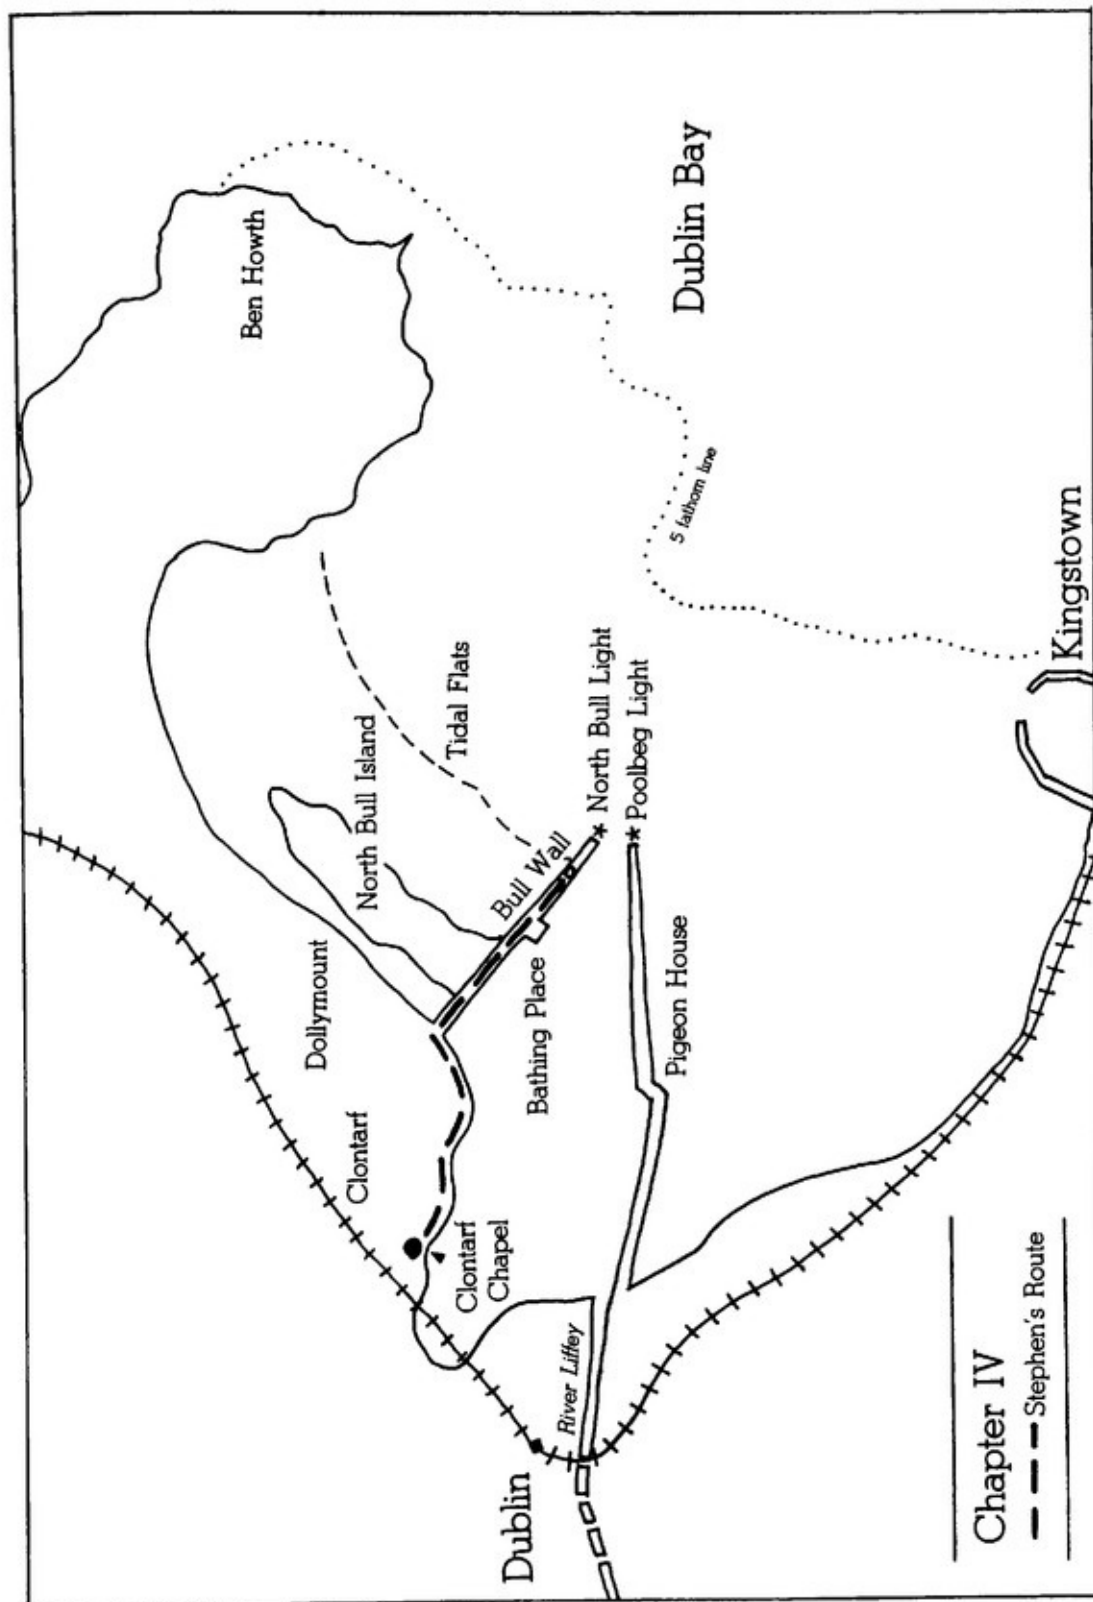 Ben Howth
Dublin Bay
5 fathom line
Kingstown
Tidal Flats
North Bull Island
North Bull Light
Poolbeg Light
Bull Wall
Dollymount
Bathing Place
Pigeon House
Clontarf
Clontarf
Chapel
River Liffey
Dublin
Chapter IV
Stephen's Route